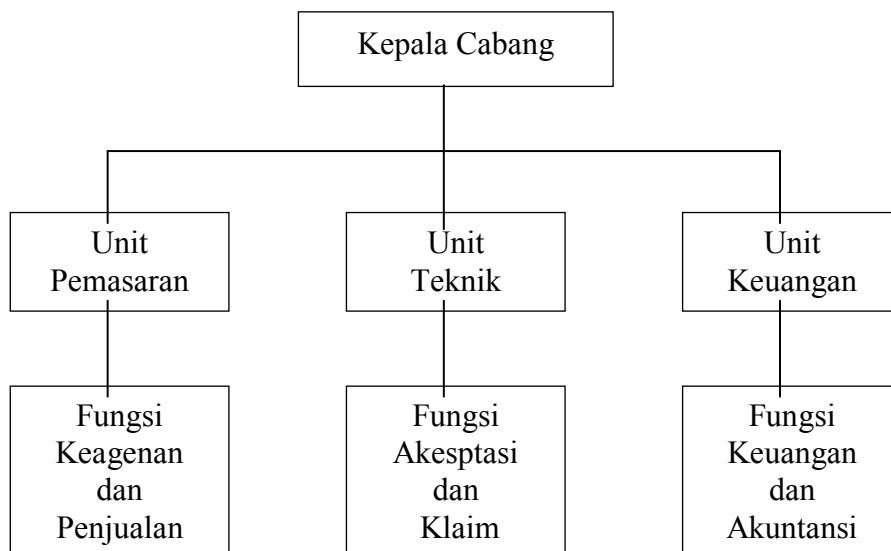 Kepala Cabang
Unit
Pemasaran
Unit
Teknik
Unit
Keuangan
Fungsi
Keagenan
dan
Penjualan
Fungsi
Akesptasi
dan
Klaim
Fungsi
Keuangan
dan
Akuntansi